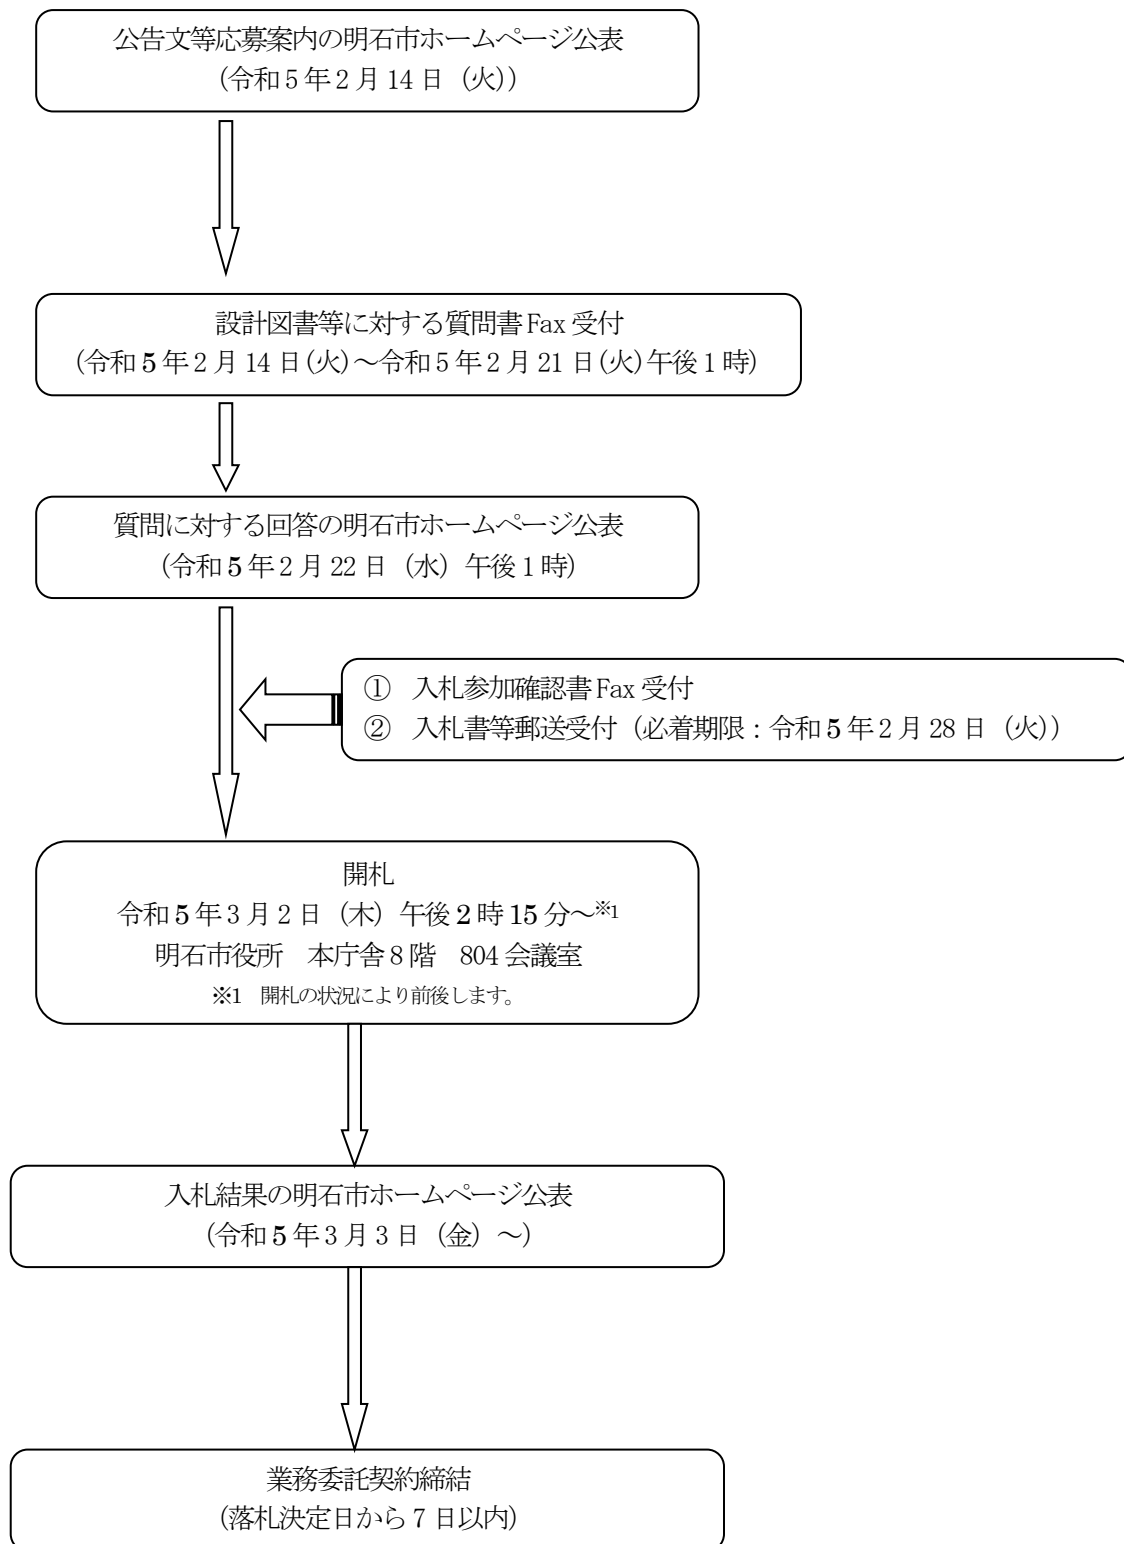 公告文等応募案内の明石市ホームページ公表
(令和5年2月14日（火）)
設計図書等に対する質問書Fax受付
(令和5年2月14日(火)～令和5年2月21日(火)午後1時)
質問に対する回答の明石市ホームページ公表
(令和5年2月22日（水）午後1時)
①　入札参加確認書Fax受付
②　入札書等郵送受付（必着期限：令和5年2月28日（火））
開札
令和5年3月2日（木）午後2時15分～※1
明石市役所　本庁舎8階　804会議室
※1　開札の状況により前後します。
入札結果の明石市ホームページ公表
(令和5年3月3日（金）～)
業務委託契約締結
(落札決定日から7日以内)